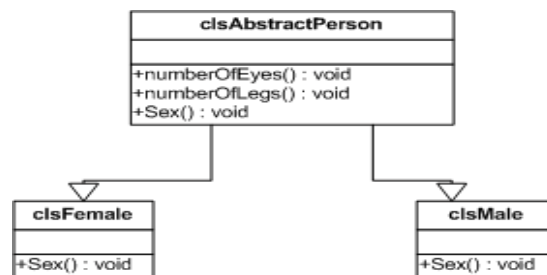 clsAbstractPerson
+numberOfEyes() : void
+numberOfLegs() : void
+Sex() : void
clsFemale
+Sex() : void
clsMale
+Sex() : void